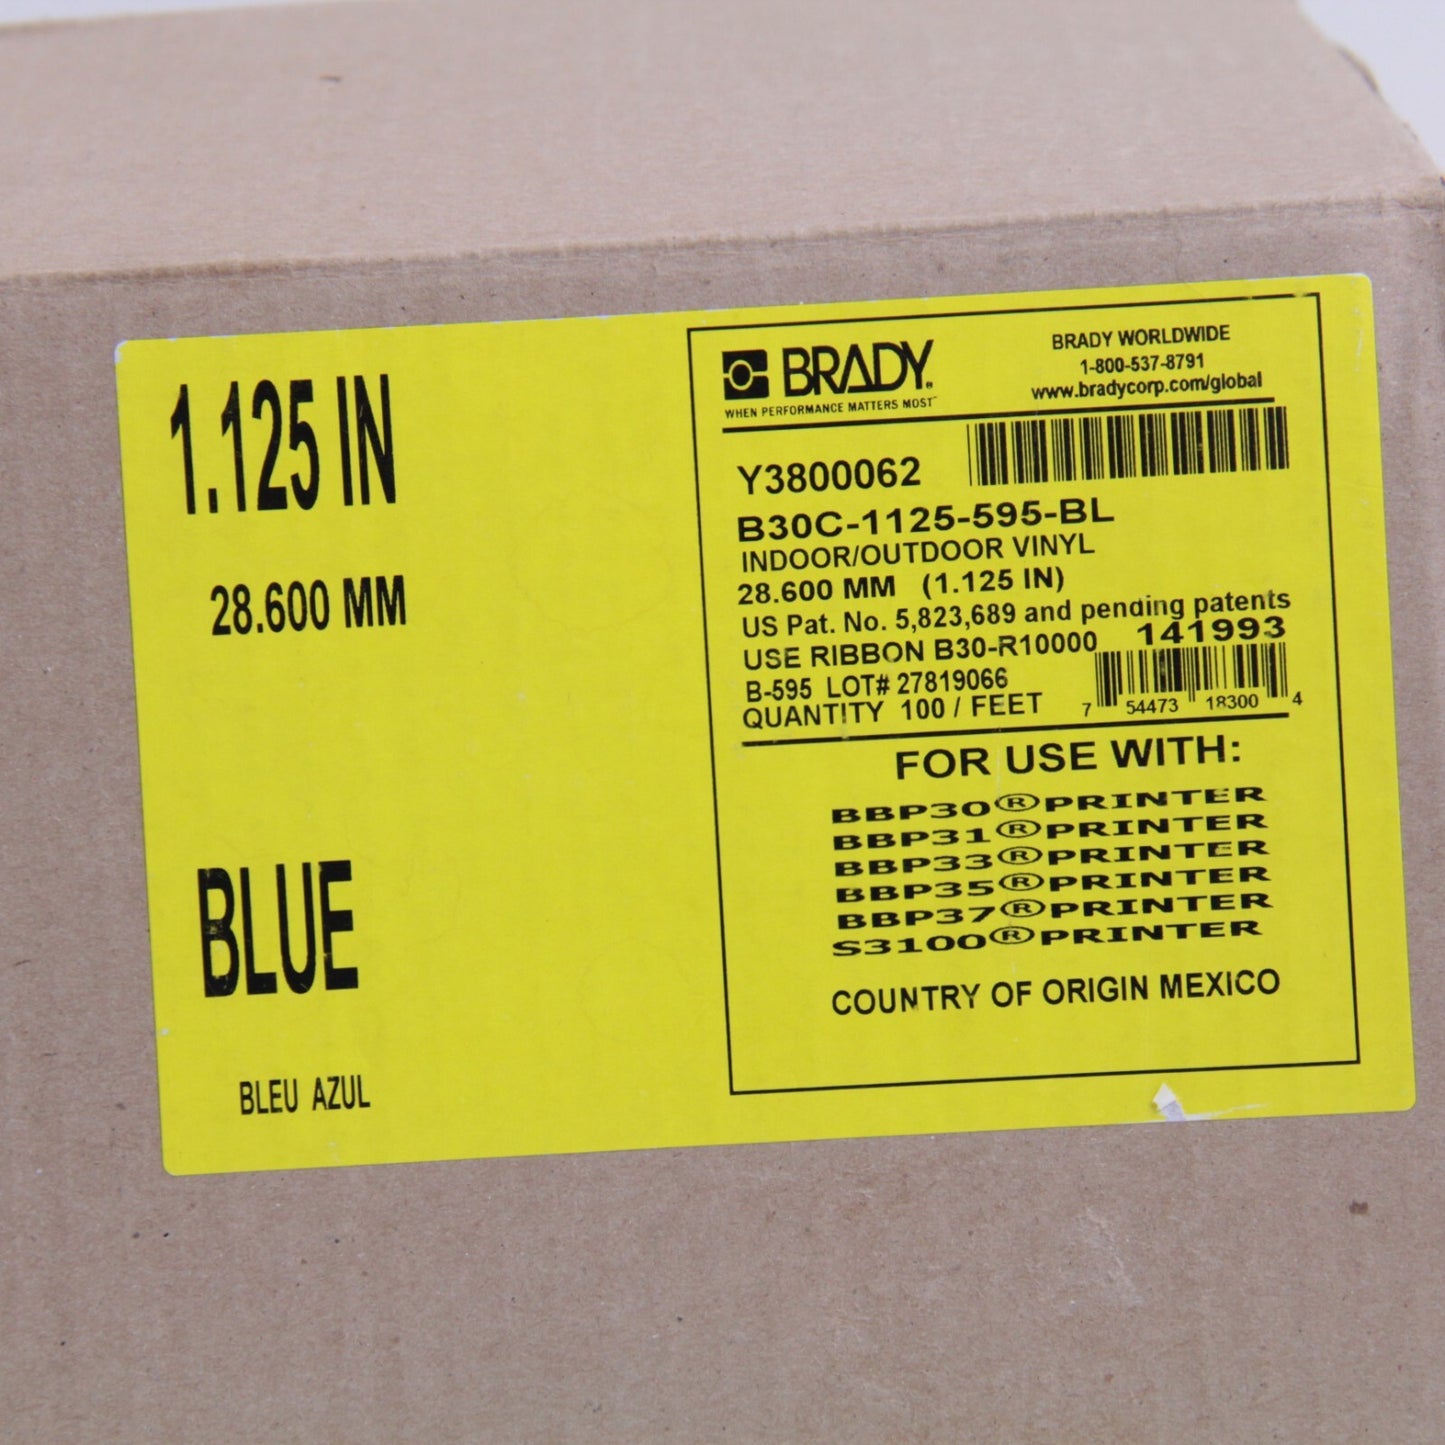 1.125 IN
28.600 MM
BLUE
BLEU AZUL
BRADY®
WHEN PERFORMANCE MATTERS MOST™
BRADY WORLDWIDE
1-800-537-8791
www.bradycorp.com/global
Y3800062
B30C-1125-595-BL
INDOOR/OUTDOOR VINYL
28.600 MM (1.125 IN)
US Pat. No. 5,823,689 and pending patents
USE RIBBON B30-R10000 141993
B-595 LOT# 27819066
QUANTITY 100 / FEET
7 54473 18300 4
FOR USE WITH:
BBP30®PRINTER
BBP31®PRINTER
BBP33®PRINTER
BBP35®PRINTER
BBP37®PRINTER
S3100®PRINTER
COUNTRY OF ORIGIN MEXICO